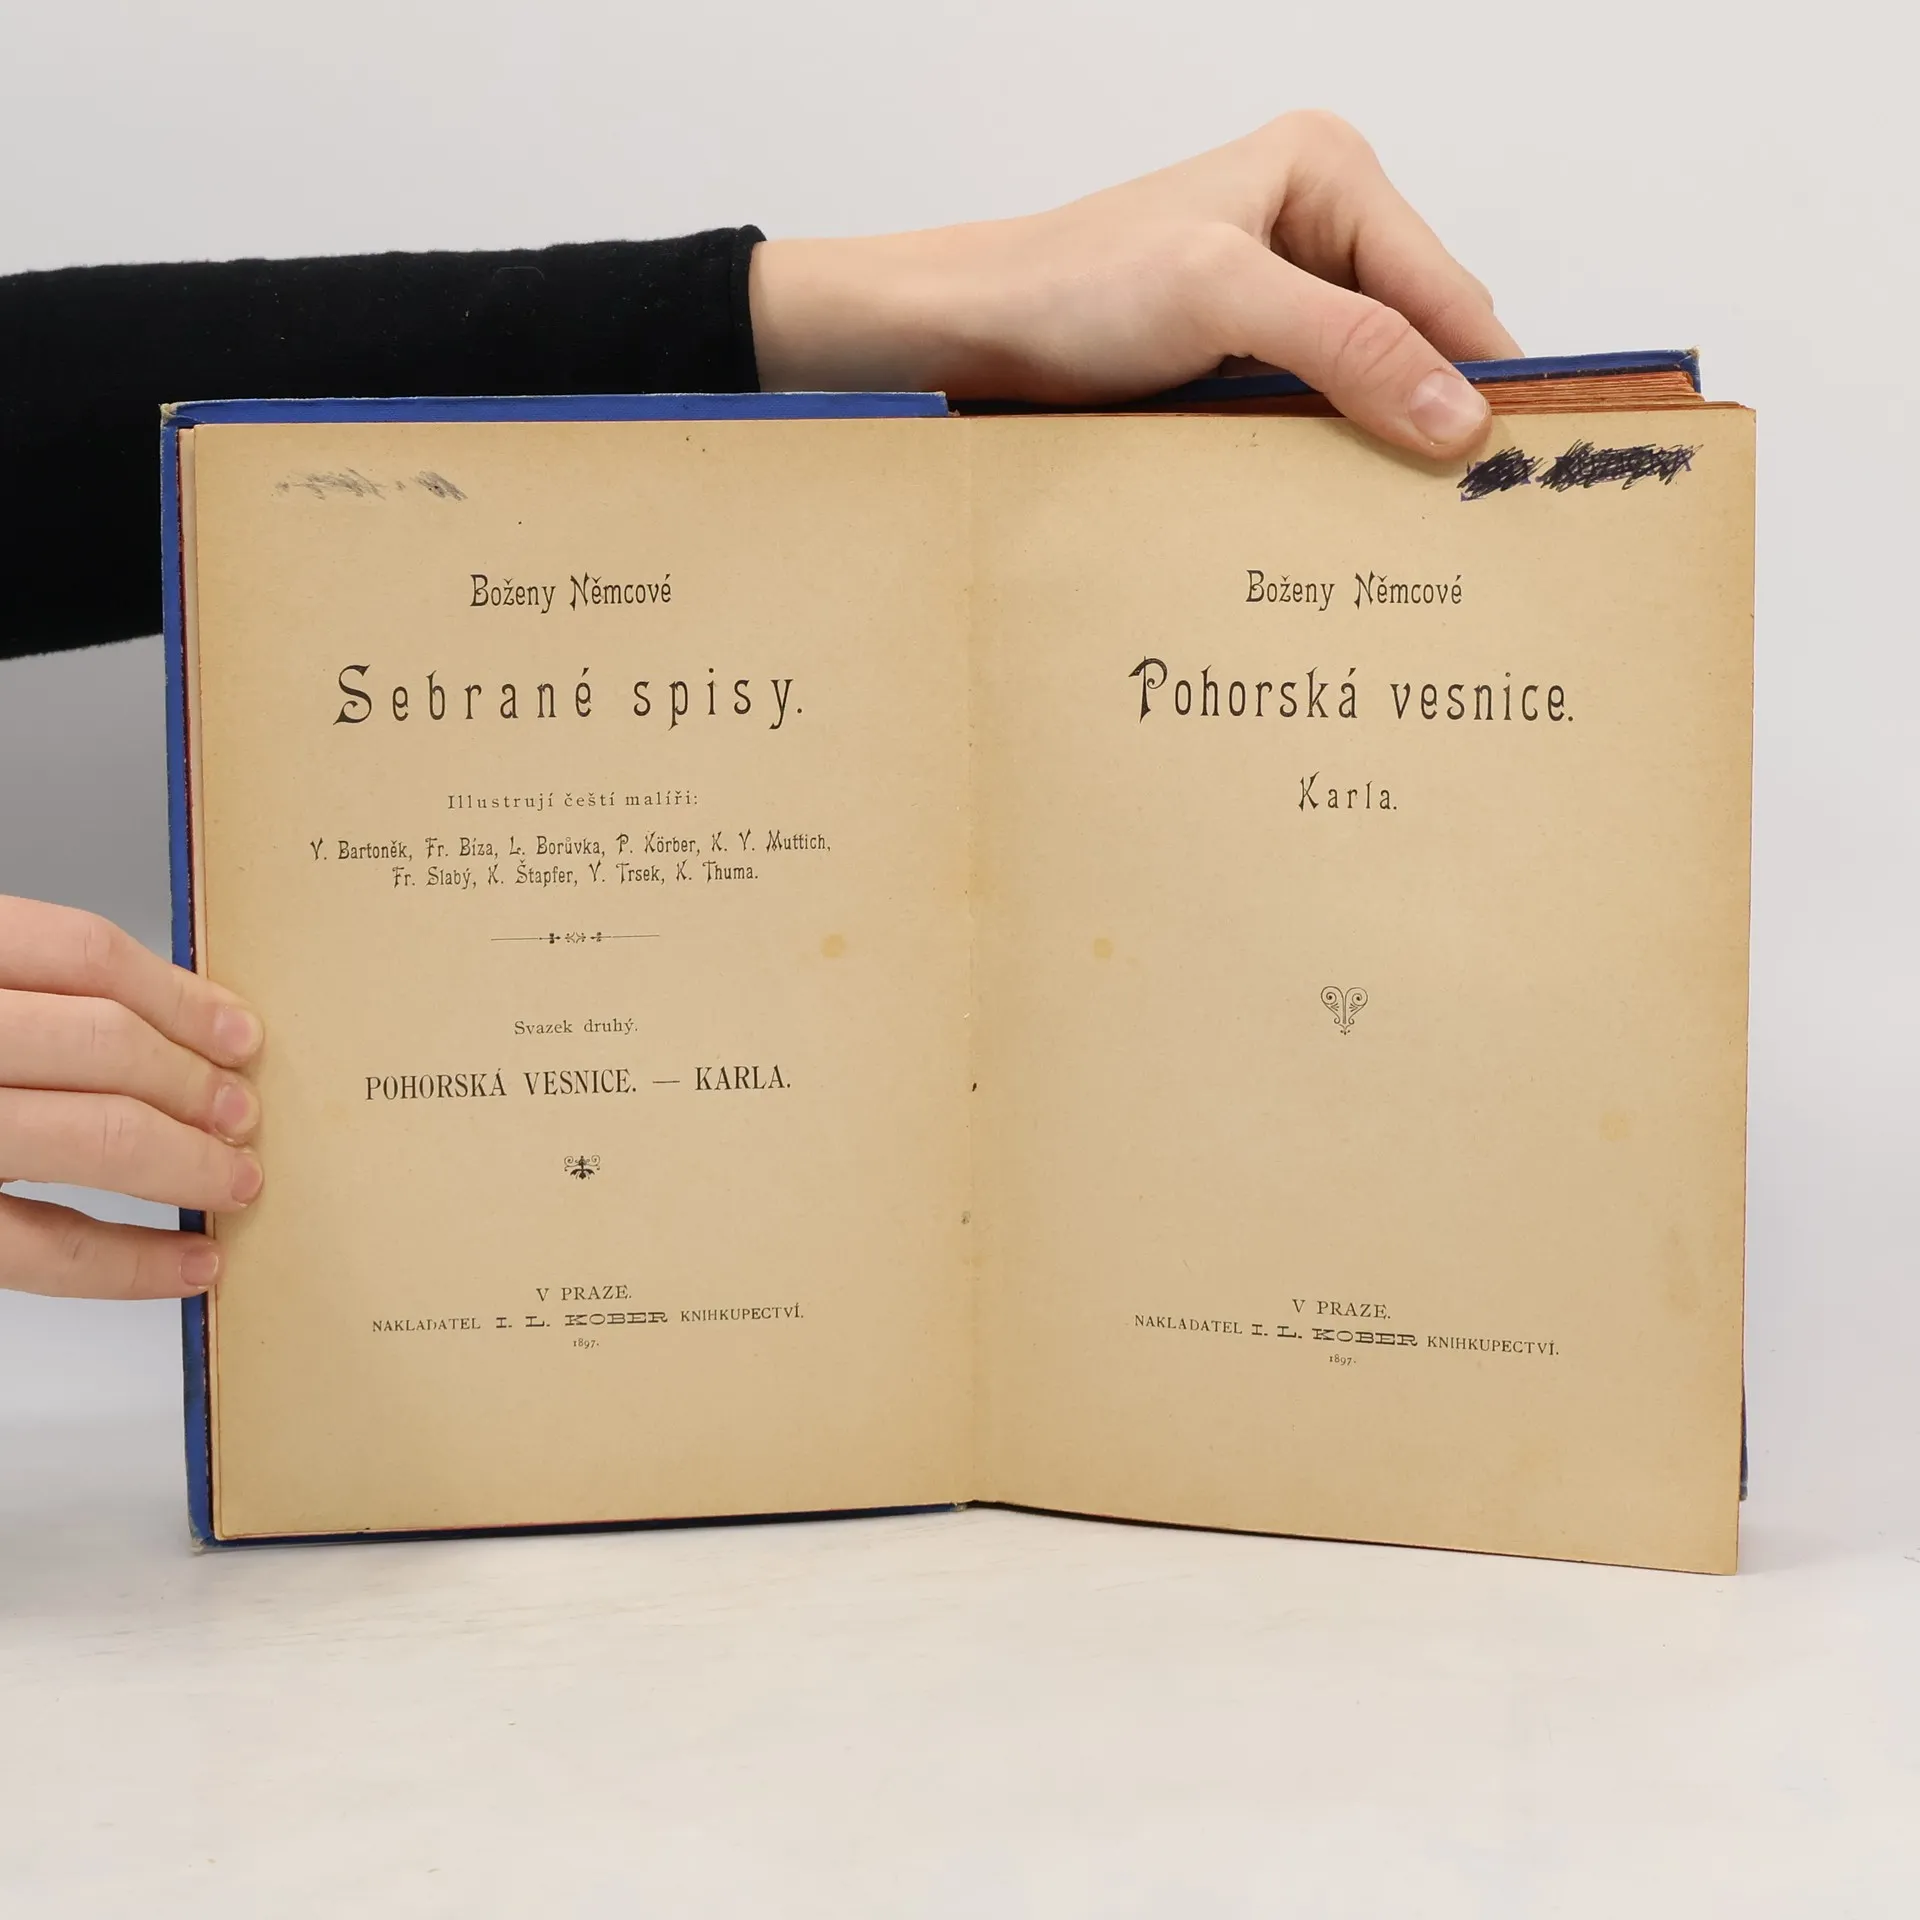 Boženy Němcové
Sebrané spisy.
Illustrují čeští malíři:
V. Bartoněk, Fr. Bíza, L. Borůvka, P. Körber, K. V. Muttich,
Fr. Slabý, K. Štapfer, V. Trsek, K. Thuma.
Svazek druhý.
POHORSKÁ VESNICE. — KARLA.
V PRAZE.
NAKLADATEL I. L. KOBER KNIHKUPECTVÍ.
1897.
Boženy Němcové
Pohorská vesnice.
Karla.
V PRAZE.
NAKLADATEL I. L. KOBER KNIHKUPECTVÍ.
1897.